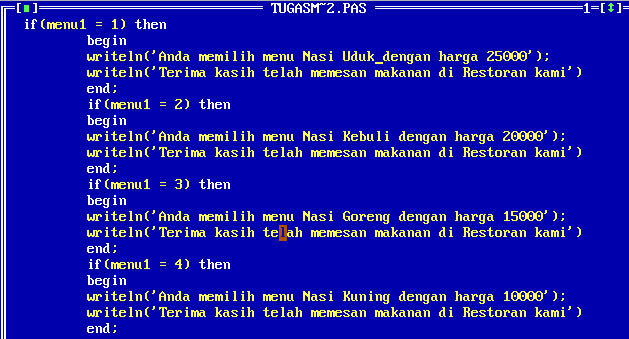 [■] TUGASM~2.PAS 1=[↕]
if(menu1 = 1) then
begin
writeln('Anda memilih menu Nasi Uduk_dengan harga 25000');
writeln('Terima kasih telah memesan makanan di Restoran kami')
end;
if(menu1 = 2) then
begin
writeln('Anda memilih menu Nasi Kebuli dengan harga 20000');
writeln('Terima kasih telah memesan makanan di Restoran kami')
end;
if(menu1 = 3) then
begin
writeln('Anda memilih menu Nasi Goreng dengan harga 15000');
writeln('Terima kasih telah memesan makanan di Restoran kami')
end;
if(menu1 = 4) then
begin
writeln('Anda memilih menu Nasi Kuning dengan harga 10000');
writeln('Terima kasih telah memesan makanan di Restoran kami')
end;